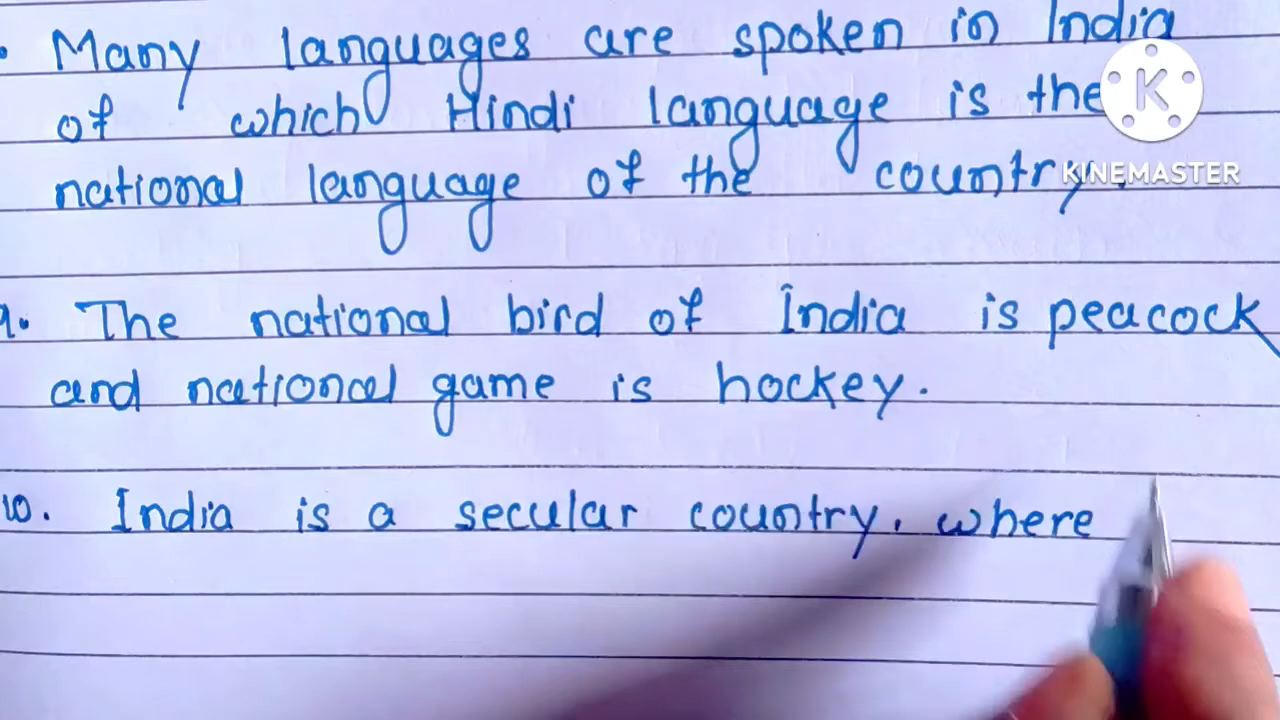 . Many languages are spoken in India
of which Hindi language is the
national language of the country.
9. The national bird of India is peacock
and national game is hockey.
10. India is a secular country. where
K
KINEMASTER